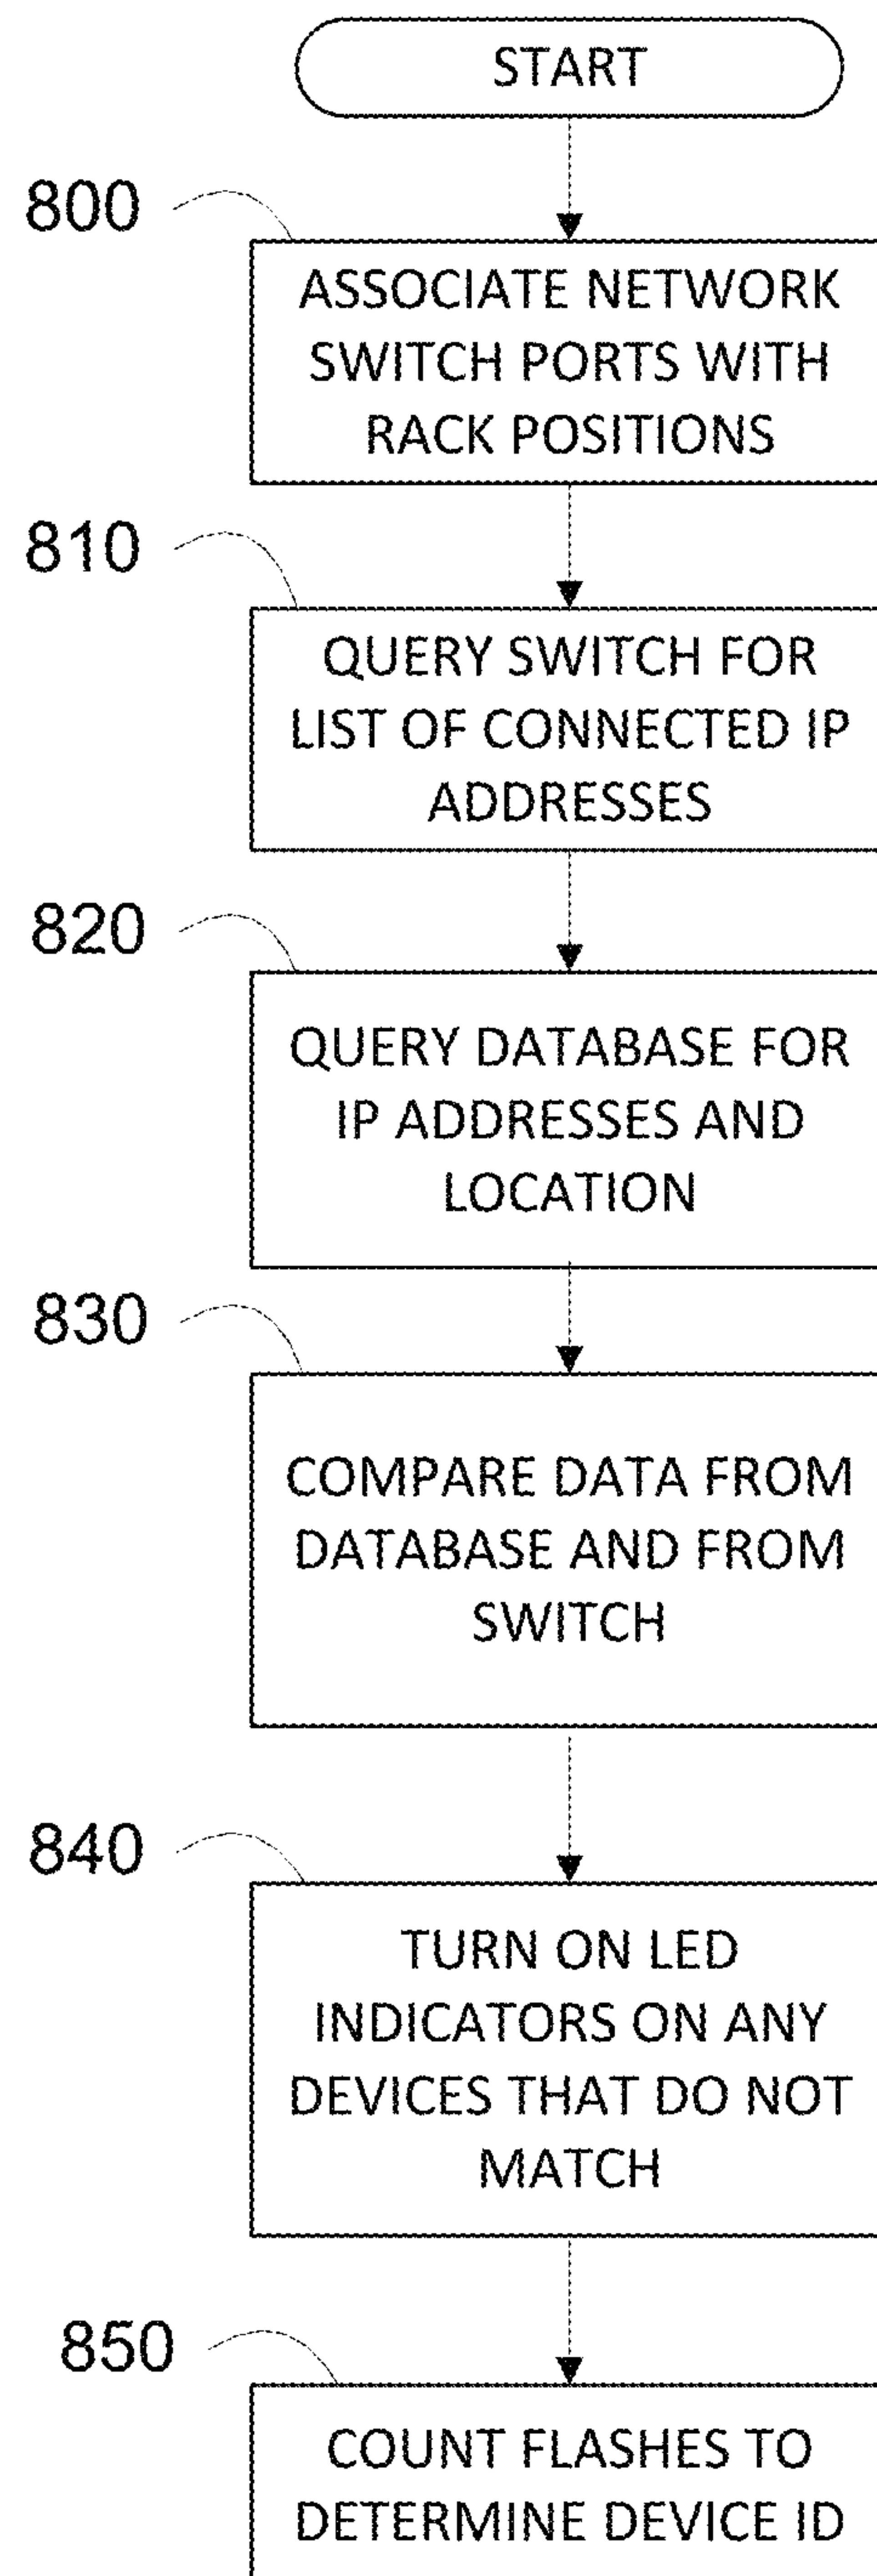 START
800
ASSOCIATE NETWORK
SWITCH PORTS WITH
RACK POSITIONS
810
QUERY SWITCH FOR
LIST OF CONNECTED IP
ADDRESSES
820
QUERY DATABASE FOR
IP ADDRESSES AND
LOCATION
830
COMPARE DATA FROM
DATABASE AND FROM
SWITCH
840
TURN ON LED
INDICATORS ON ANY
DEVICES THAT DO NOT
MATCH
850
COUNT FLASHES TO
DETERMINE DEVICE ID